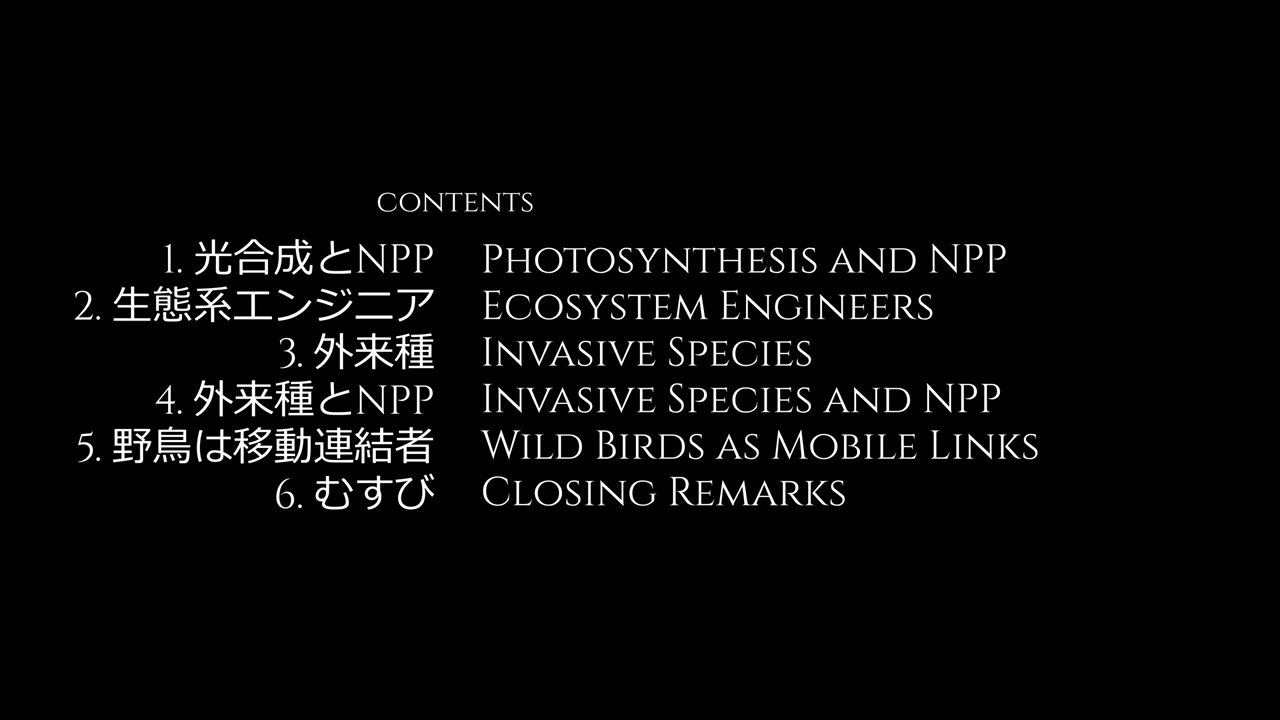 CONTENTS
1. 光合成とNPP Photosynthesis and NPP
2. 生態系エンジニア Ecosystem Engineers
3. 外来種 Invasive Species
4. 外来種とNPP Invasive Species and NPP
5. 野鳥は移動連結者 Wild Birds as Mobile Links
6. むすび Closing Remarks